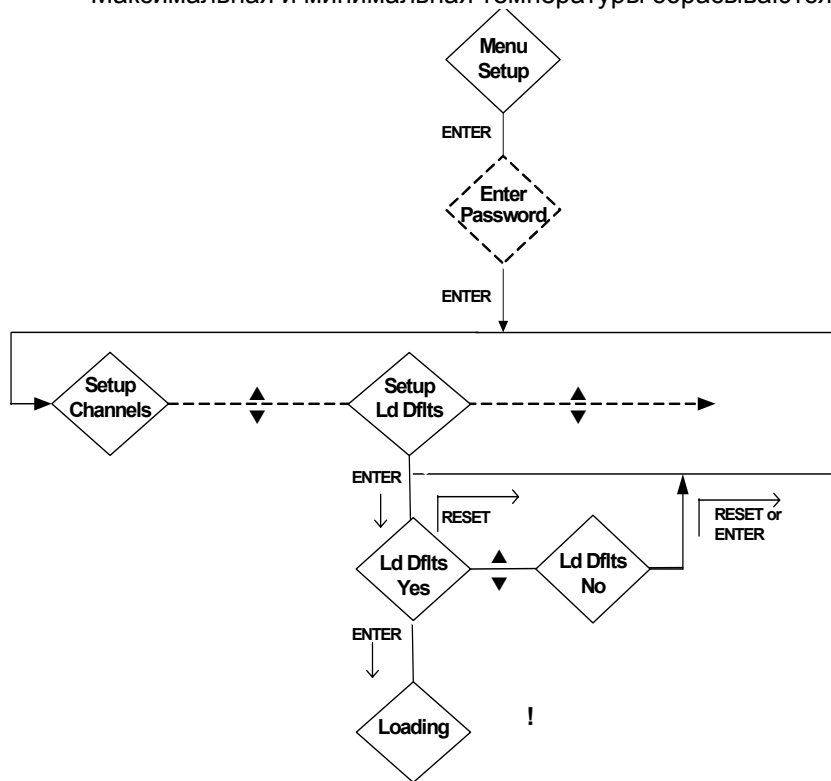 Максимальная и минимальная температуры сбрасываются
Menu
Setup
ENTER
Enter
Password
ENTER
Setup
Channels
▲
▼
Setup
Ld Dflts
▲
▼
ENTER
RESET
RESET or
ENTER
Ld Dflts
Yes
▲
▼
Ld Dflts
No
ENTER
Loading
!